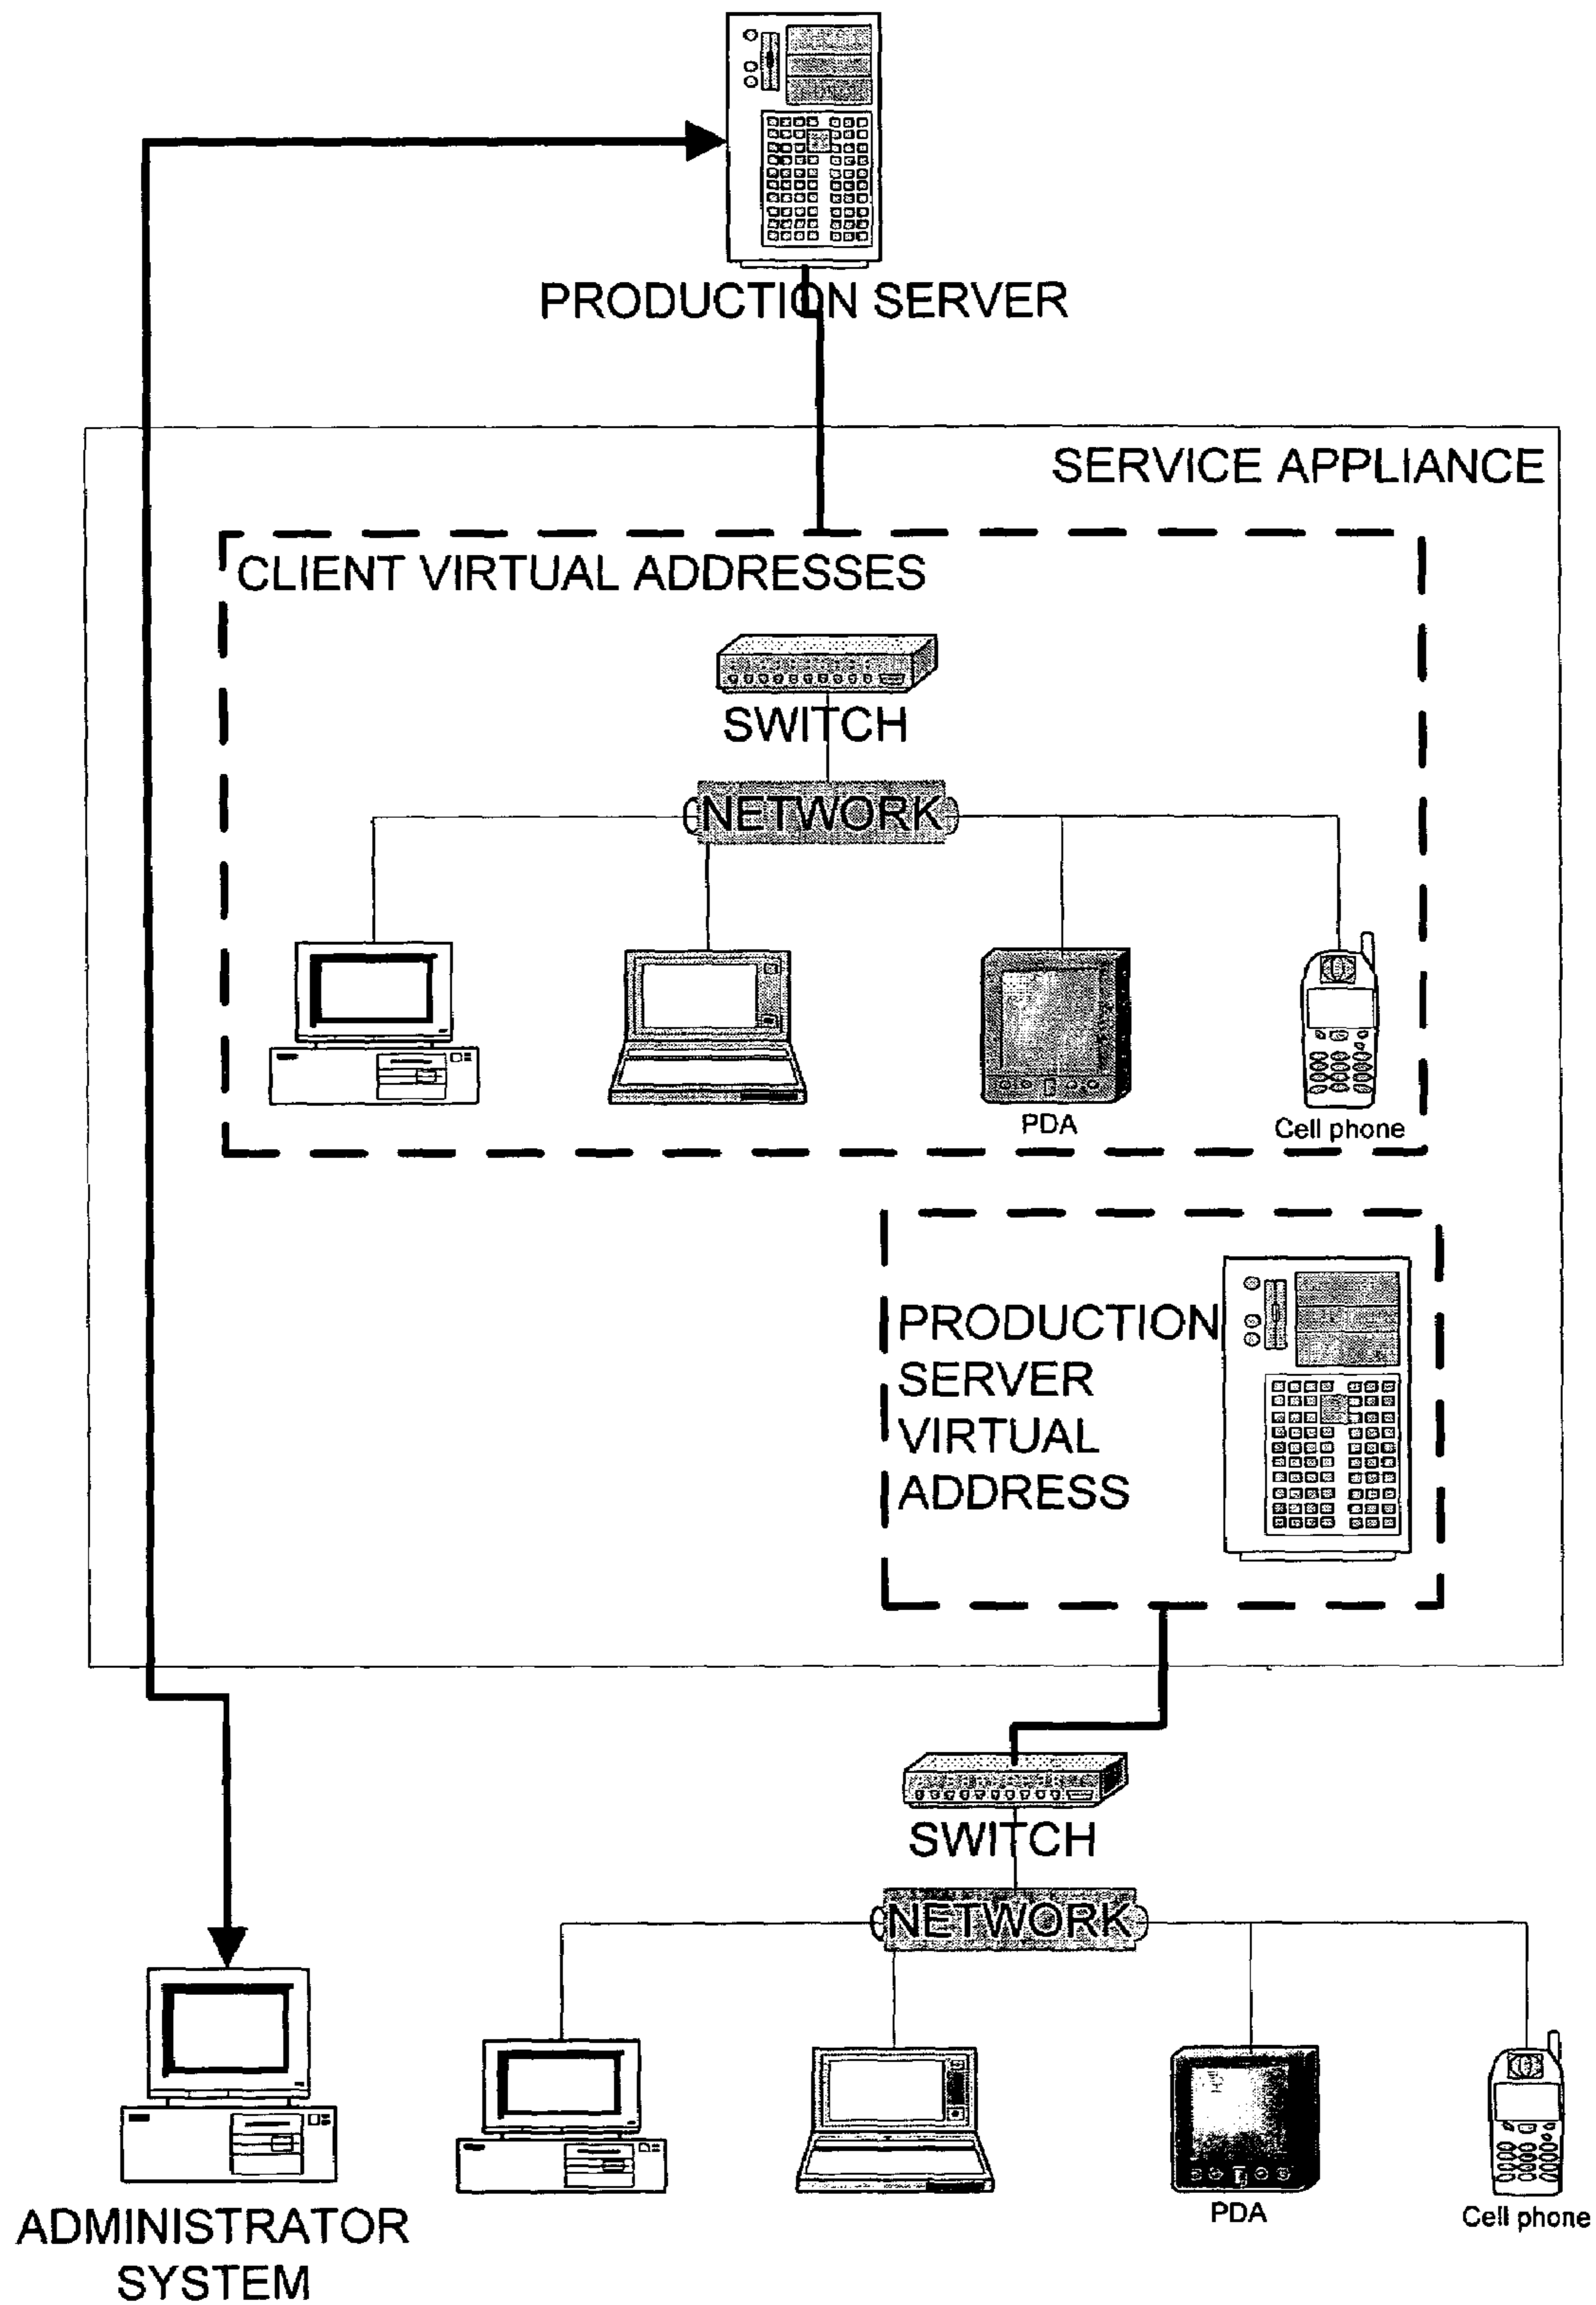 PRODUCTION SERVER
SERVICE APPLIANCE
CLIENT VIRTUAL ADDRESSES
SWITCH
NETWORK
PDA
Cell phone
PRODUCTION
SERVER
VIRTUAL
ADDRESS
SWITCH
NETWORK
PDA
Cell phone
ADMINISTRATOR
SYSTEM